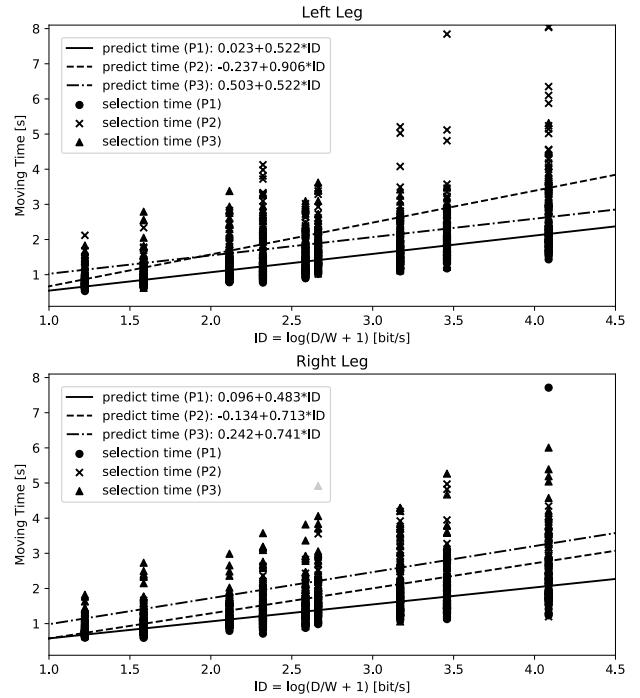 Left Leg
8
7
6
5
4
3
2
1
Moving Time [s]
predict time (P1): 0.023+0.522*ID
predict time (P2): -0.237+0.906*ID
predict time (P3): 0.503+0.522*ID
selection time (P1)
selection time (P2)
selection time (P3)
1.0 1.5 2.0 2.5 3.0 3.5 4.0 4.5
ID = log(D/W + 1) [bit/s]
Right Leg
8
7
6
5
4
3
2
1
Moving Time [s]
predict time (P1): 0.096+0.483*ID
predict time (P2): -0.134+0.713*ID
predict time (P3): 0.242+0.741*ID
selection time (P1)
selection time (P2)
selection time (P3)
1.0 1.5 2.0 2.5 3.0 3.5 4.0 4.5
ID = log(D/W + 1) [bit/s]